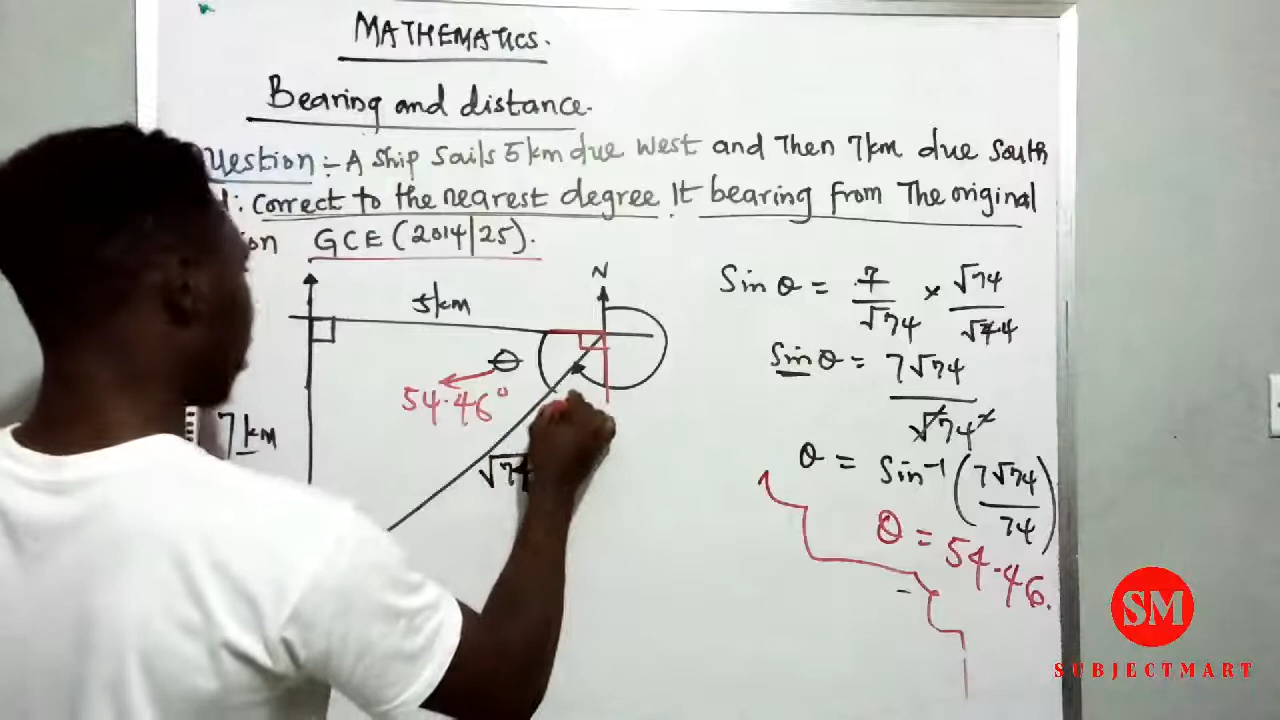 MATHEMATICS.
Bearing and distance.
uestion :- A ship sails 5km due west and then 7km due south
: correct to the nearest degree It bearing from The original
ion GCE (2014/25).
N
5km
θ
54.46°
7km
√74
Sin θ = 7/√74 × √74/√74
Sin θ = 7√74/√74²
θ = Sin⁻¹ (7√74/74)
θ = 54.46.
SM
SUBJECTMART